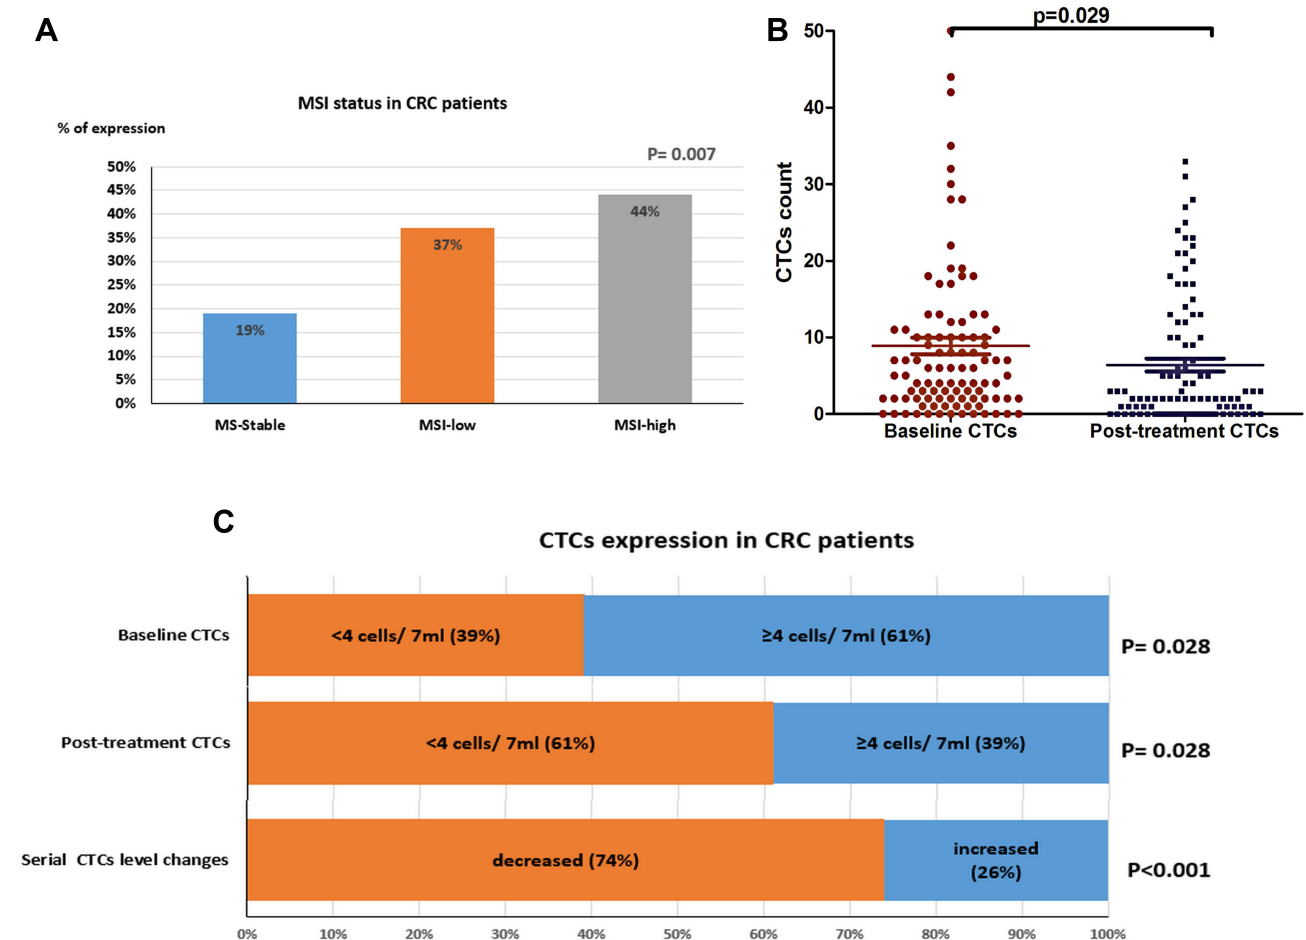 A
MSI status in CRC patients
% of expression
P= 0.007
50%
45%
40%
35%
30%
25%
20%
15%
10%
5%
0%
19%
37%
44%
MS-Stable
MSI-low
MSI-high
B
p=0.029
CTCs count
50
40
30
20
10
0
Baseline CTCs
Post-treatment CTCs
C
CTCs expression in CRC patients
Baseline CTCs
<4 cells/ 7ml (39%)
≥4 cells/ 7ml (61%)
P= 0.028
Post-treatment CTCs
<4 cells/ 7ml (61%)
≥4 cells/ 7ml (39%)
P= 0.028
Serial CTCs level changes
decreased (74%)
increased
(26%)
P<0.001
0%
10%
20%
30%
40%
50%
60%
70%
80%
90%
100%